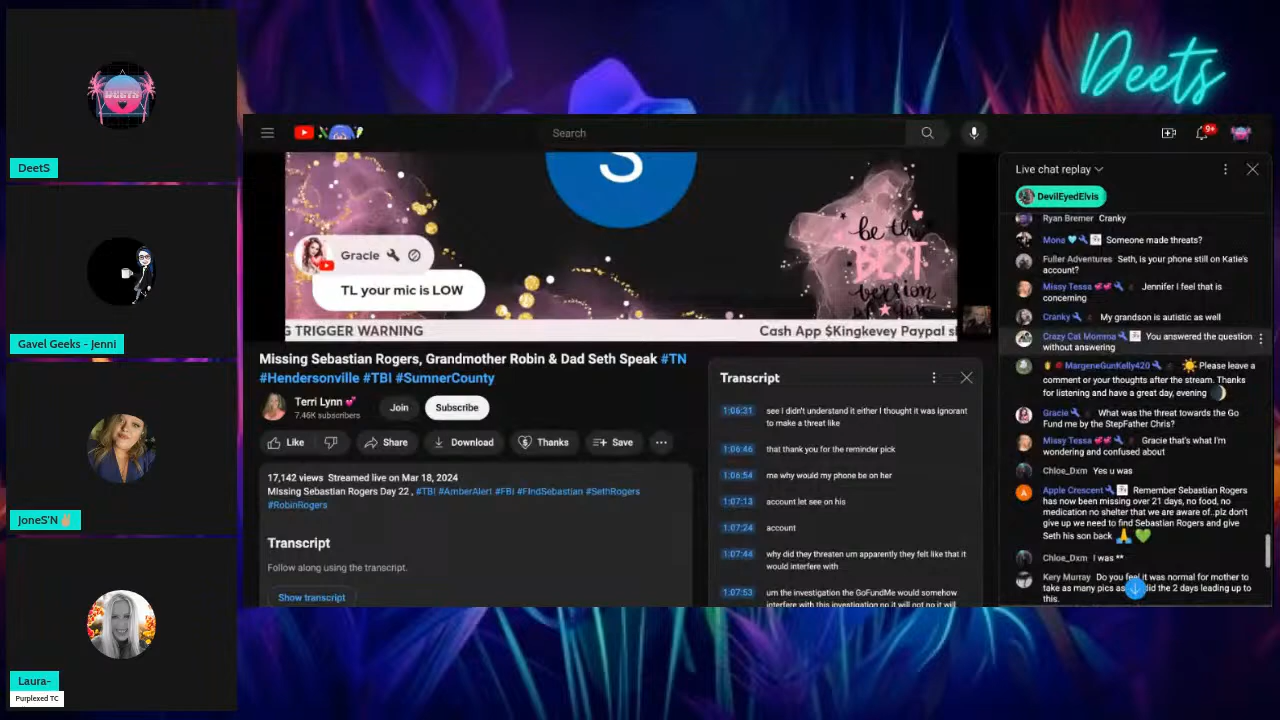 Deets
DEETS
DeetS
Gavel Geeks - Jenni
JoneS'N
Laura-
Purplexed TC
Search
9+
S
be the
BEST
version
Gracie
TL your mic is LOW
G TRIGGER WARNING
Cash App $Kingkevey Paypal
Missing Sebastian Rogers, Grandmother Robin & Dad Seth Speak #TN
#Hendersonville #TBI #SumnerCounty
Terri Lynn
7.46K subscribers
Join
Subscribe
Like
Share
Download
Thanks
Save
17,142 views Streamed live on Mar 18, 2024
Missing Sebastian Rogers Day 22 , #TBI #AmberAlert #FBI #FindSebastian #SethRogers
#RobinRogers
Transcript
Follow along using the transcript.
Show transcript
Transcript
1:06:31 see I didn't understand it either I thought it was ignorant
to make a threat like
1:06:46 that thank you for the reminder pick
1:06:54 me why would my phone be on her
1:07:13 account let see on his
1:07:24 account
1:07:44 why did they threaten um apparently they felt like that it
would interfere with
1:07:53 um the investigation the GoFundMe would somehow
interfere with this investigation no it will not no it will
Live chat replay
DevilEyedElvis
Ryan Bremer Cranky
Mona Someone made threats?
Fuller Adventures Seth, is your phone still on Katie's
account?
Missy Tessa Jennifer I feel that is
concerning
Cranky My grandson is autistic as well
Crazy Cat Momma You answered the question
without answering
MargeneGunKelly420 Please leave a
comment or your thoughts after the stream. Thanks
for listening and have a great day, evening
Gracie What was the threat towards the Go
Fund me by the StepFather Chris?
Missy Tessa Gracie that's what I'm
wondering and confused about
Chloe_Dxm Yes u was
Apple Crescent Remember Sebastian Rogers
has now been missing over 21 days, no food, no
medication no shelter that we are aware of..plz don't
give up we need to find Sebastian Rogers and give
Seth his son back
Chloe_Dxm I was **
Kery Murray Do you feel it was normal for mother to
take as many pics as did the 2 days leading up to
this.